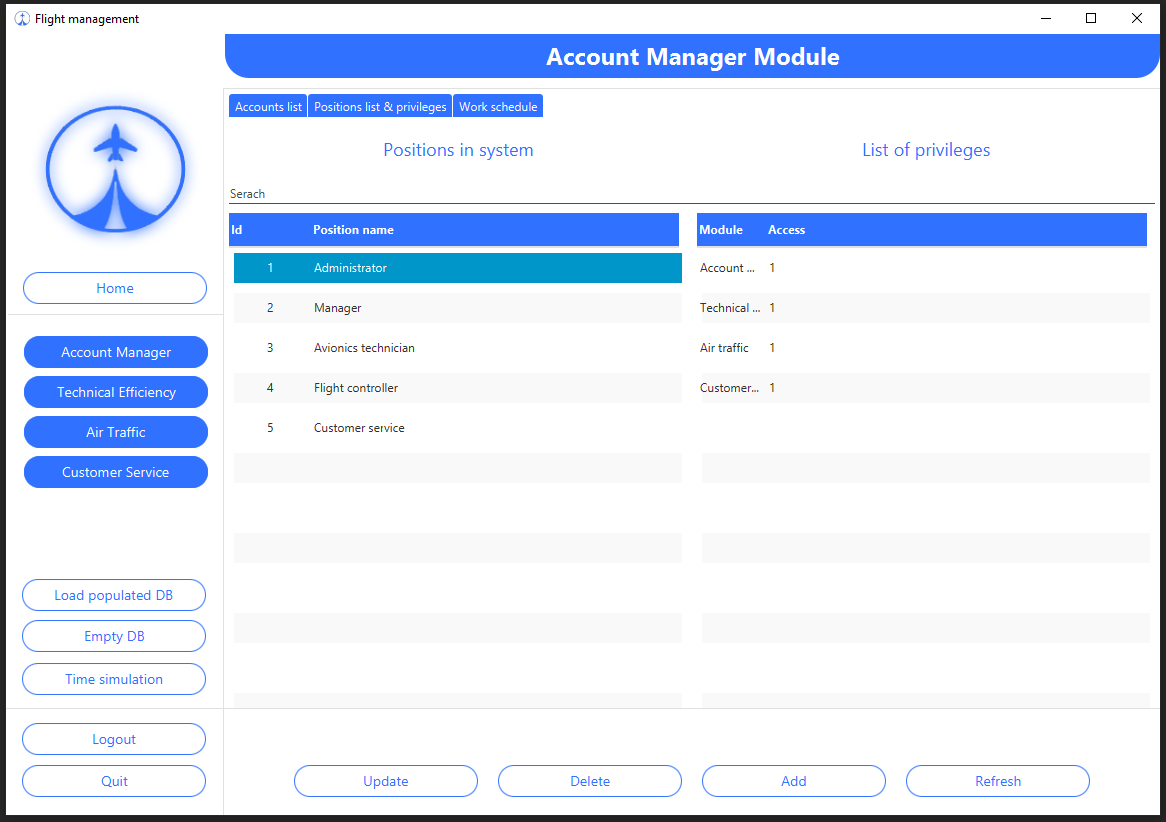 Flight management
Account Manager Module
Accounts list Positions list & privileges Work schedule
Positions in system List of privileges
Serach
Id Position name Module Access
1 Administrator Account ... 1
2 Manager Technical ... 1
3 Avionics technician Air traffic 1
4 Flight controller Customer... 1
5 Customer service
Home
Account Manager
Technical Efficiency
Air Traffic
Customer Service
Load populated DB
Empty DB
Time simulation
Logout
Quit
Update Delete Add Refresh